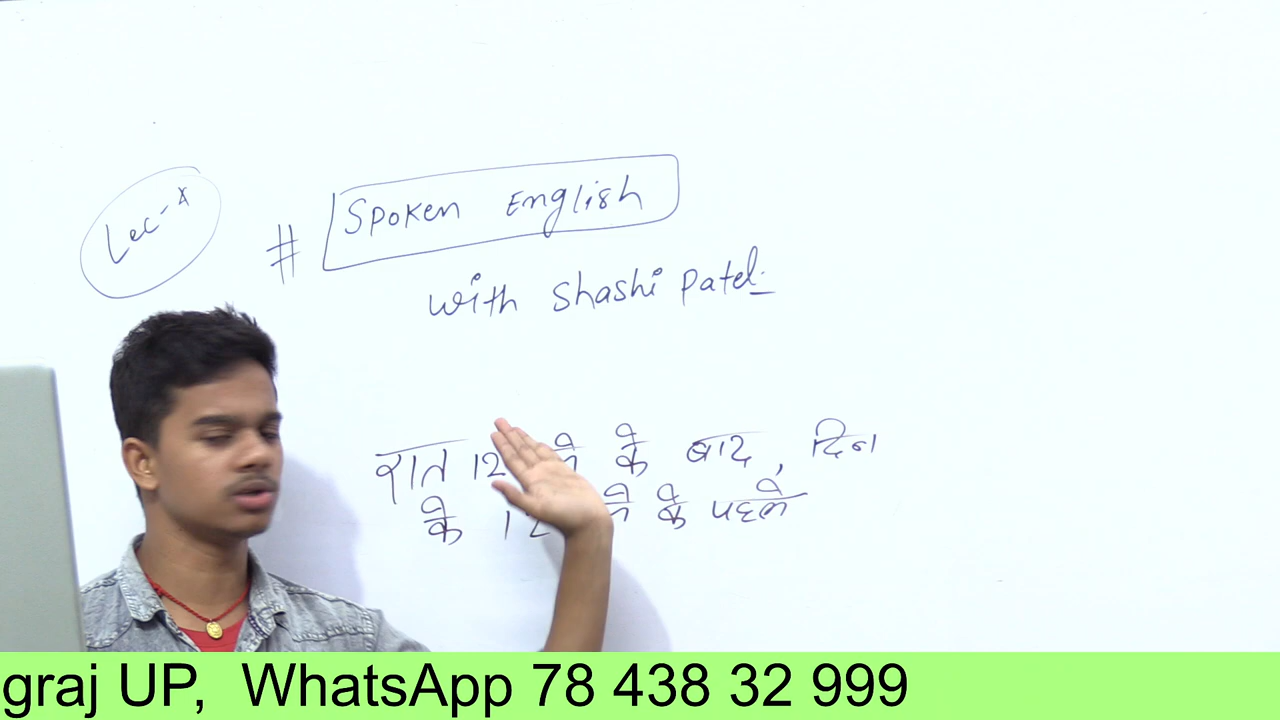 Lec-
# Spoken English
with Shashi Patel.
रात 12 के बाद, दिन
के 12 के पहले
graj UP, WhatsApp 78 438 32 999